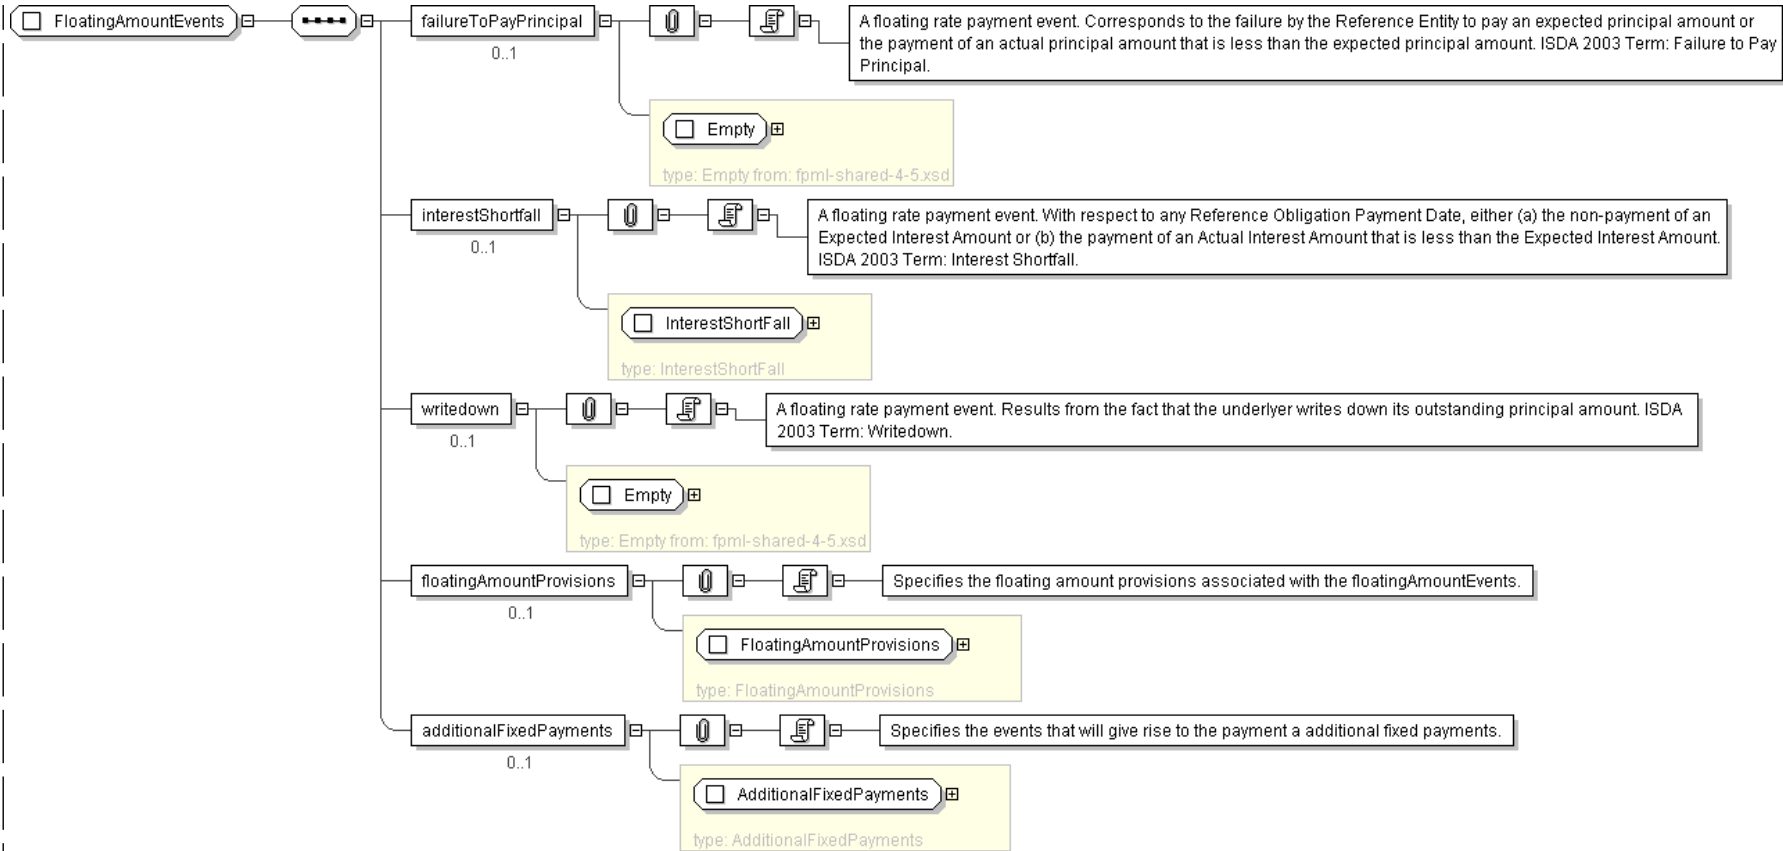 FloatingAmountEvents
failureToPayPrincipal
0..1
A floating rate payment event. Corresponds to the failure by the Reference Entity to pay an expected principal amount or
the payment of an actual principal amount that is less than the expected principal amount. ISDA 2003 Term: Failure to Pay
Principal.
Empty
type: Empty from: fpml-shared-4-5.xsd
interestShortfall
0..1
A floating rate payment event. With respect to any Reference Obligation Payment Date, either (a) the non-payment of an
Expected Interest Amount or (b) the payment of an Actual Interest Amount that is less than the Expected Interest Amount.
ISDA 2003 Term: Interest Shortfall.
InterestShortFall
type: InterestShortFall
writedown
0..1
A floating rate payment event. Results from the fact that the underlyer writes down its outstanding principal amount. ISDA
2003 Term: Writedown.
Empty
type: Empty from: fpml-shared-4-5.xsd
floatingAmountProvisions
0..1
Specifies the floating amount provisions associated with the floatingAmountEvents.
FloatingAmountProvisions
type: FloatingAmountProvisions
additionalFixedPayments
0..1
Specifies the events that will give rise to the payment a additional fixed payments.
AdditionalFixedPayments
type: AdditionalFixedPayments